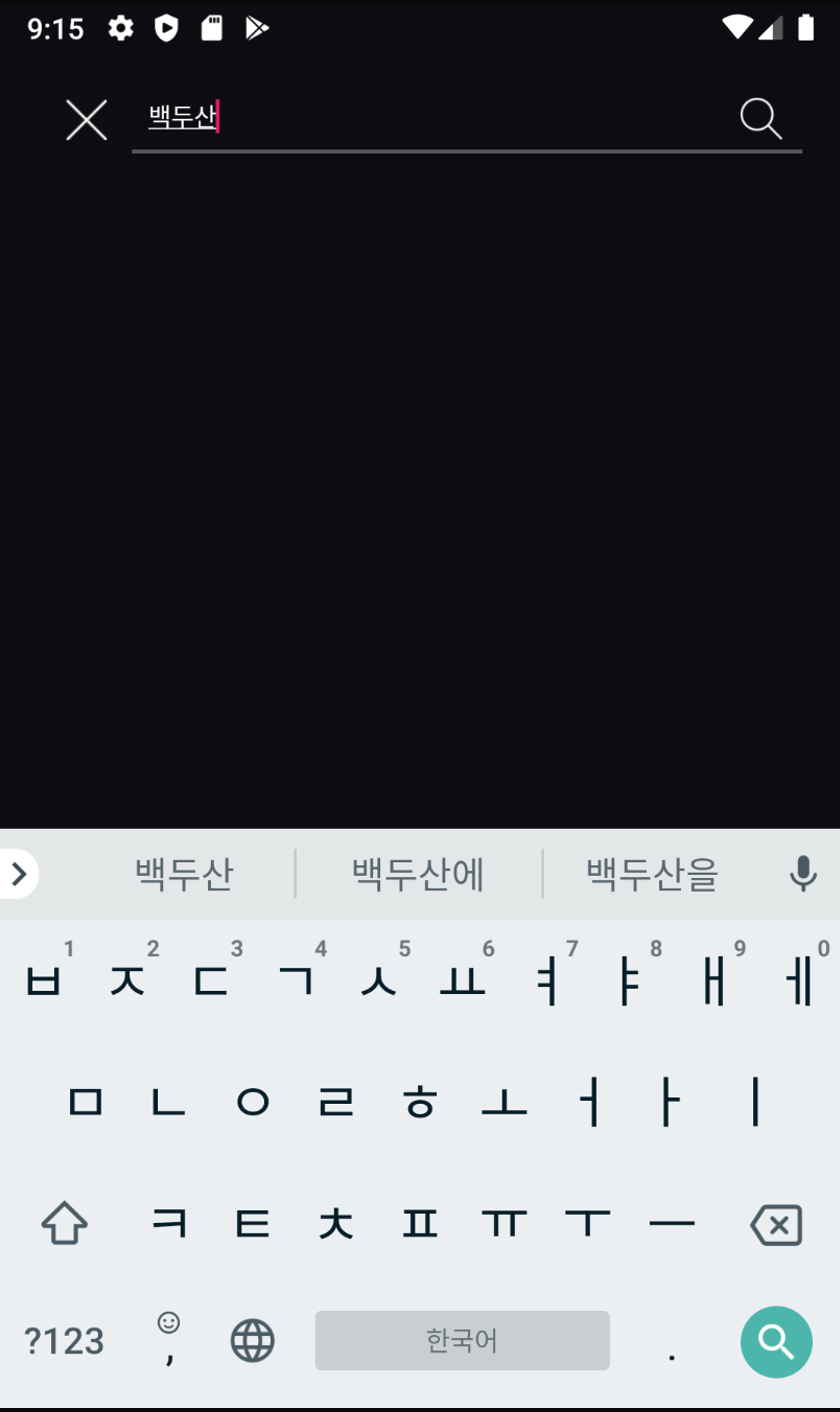 9:15
백두산
백두산 백두산에 백두산을
1 2 3 4 5 6 7 8 9 0
ㅂ ㅈ ㄷ ㄱ ㅅ ㅛ ㅕ ㅑ ㅐ ㅔ
ㅁ ㄴ ㅇ ㄹ ㅎ ㅗ ㅓ ㅏ ㅣ
ㅋ ㅌ ㅊ ㅍ ㅠ ㅜ ㅡ
?123 , 한국어 .